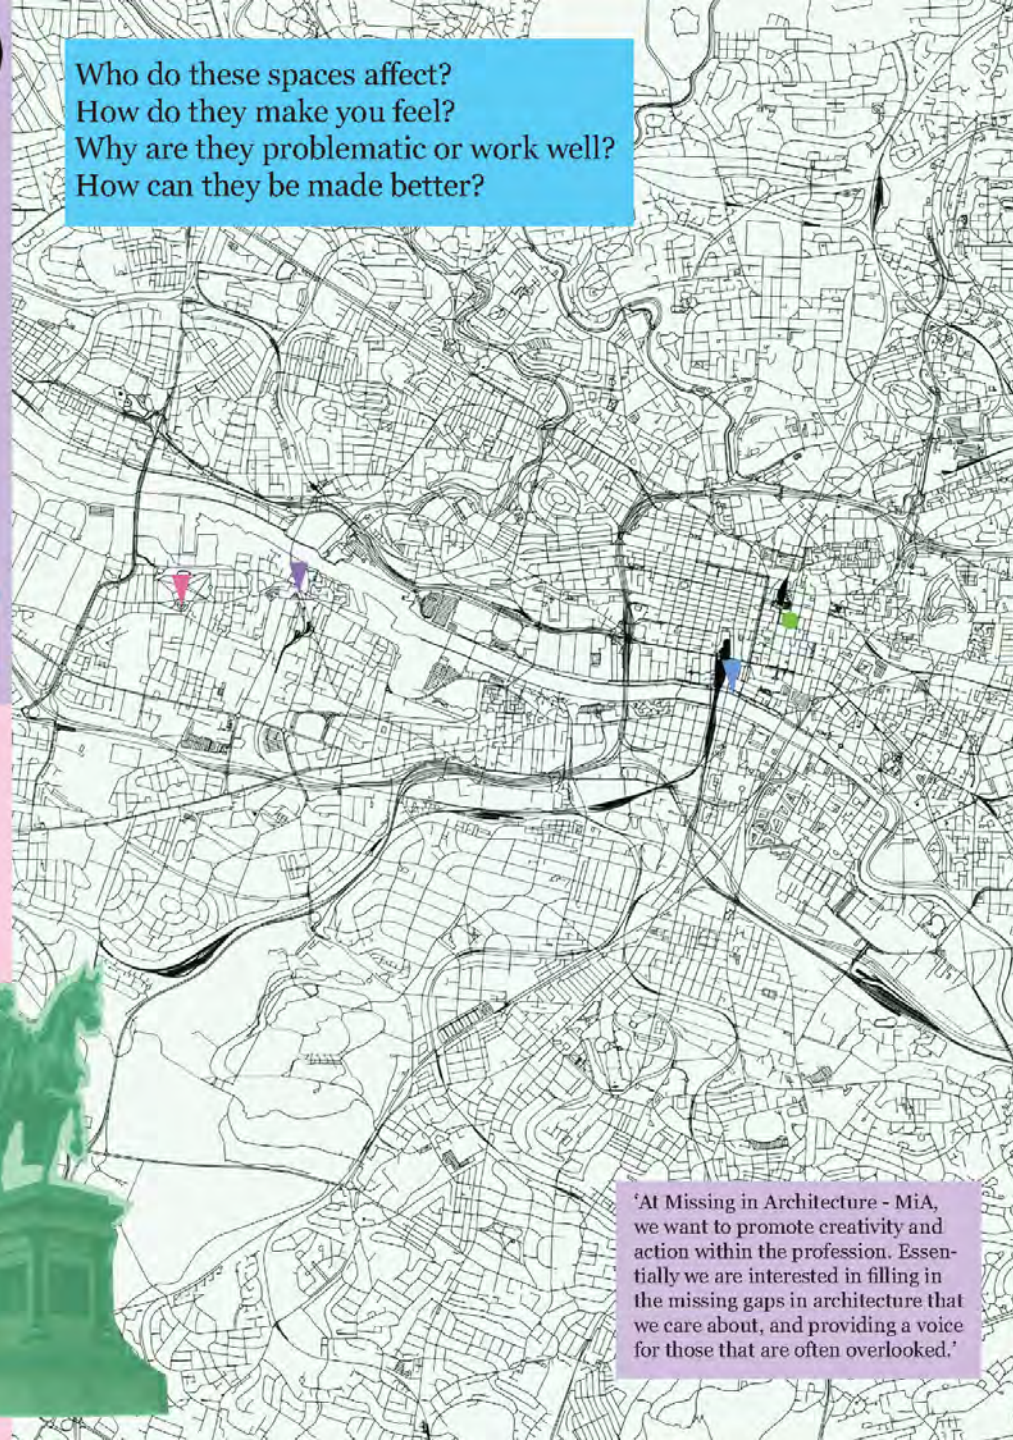 Who do these spaces affect?
How do they make you feel?
Why are they problematic or work well?
How can they be made better?
‘At Missing in Architecture - MiA,
we want to promote creativity and
action within the profession. Essen-
tially we are interested in filling in
the missing gaps in architecture that
we care about, and providing a voice
for those that are often overlooked.’